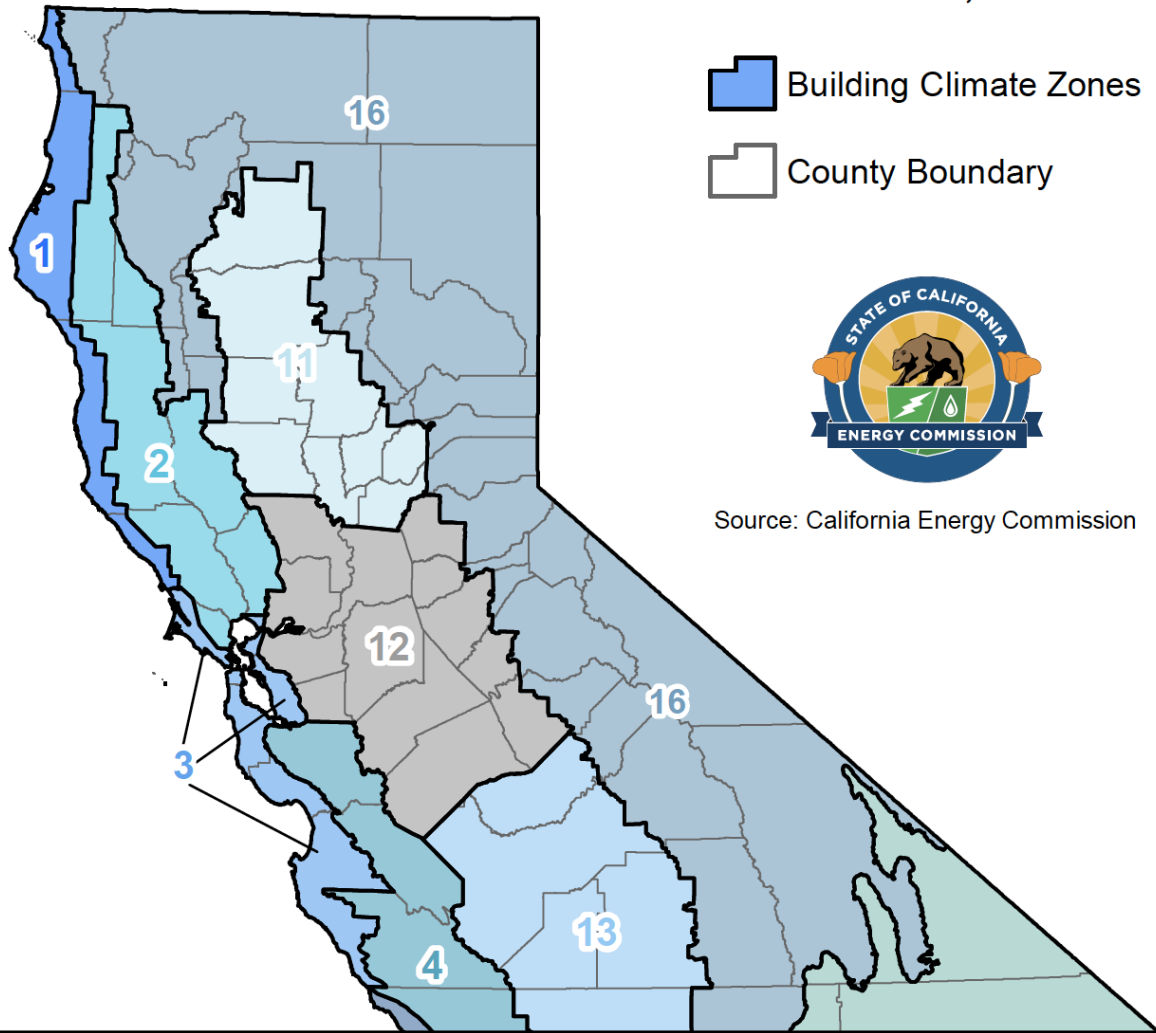 16
Building Climate Zones
County Boundary
1
11
2
STATE OF CALIFORNIA
ENERGY COMMISSION
Source: California Energy Commission
12
16
3
13
4